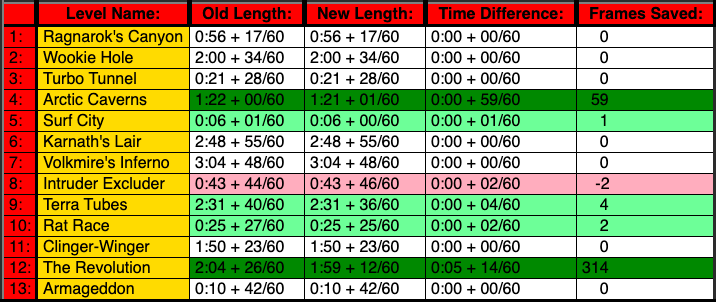 Level Name: Old Length: New Length: Time Difference: Frames Saved:
1: Ragnarok's Canyon 0:56 + 17/60 0:56 + 17/60 0:00 + 00/60 0
2: Wookie Hole 2:00 + 34/60 2:00 + 34/60 0:00 + 00/60 0
3: Turbo Tunnel 0:21 + 28/60 0:21 + 28/60 0:00 + 00/60 0
4: Arctic Caverns 1:22 + 00/60 1:21 + 01/60 0:00 + 59/60 59
5: Surf City 0:06 + 01/60 0:06 + 00/60 0:00 + 01/60 1
6: Karnath's Lair 2:48 + 55/60 2:48 + 55/60 0:00 + 00/60 0
7: Volkmire's Inferno 3:04 + 48/60 3:04 + 48/60 0:00 + 00/60 0
8: Intruder Excluder 0:43 + 44/60 0:43 + 46/60 0:00 + 02/60 -2
9: Terra Tubes 2:31 + 40/60 2:31 + 36/60 0:00 + 04/60 4
10: Rat Race 0:25 + 27/60 0:25 + 25/60 0:00 + 02/60 2
11: Clinger-Winger 1:50 + 23/60 1:50 + 23/60 0:00 + 00/60 0
12: The Revolution 2:04 + 26/60 1:59 + 12/60 0:05 + 14/60 314
13: Armageddon 0:10 + 42/60 0:10 + 42/60 0:00 + 00/60 0